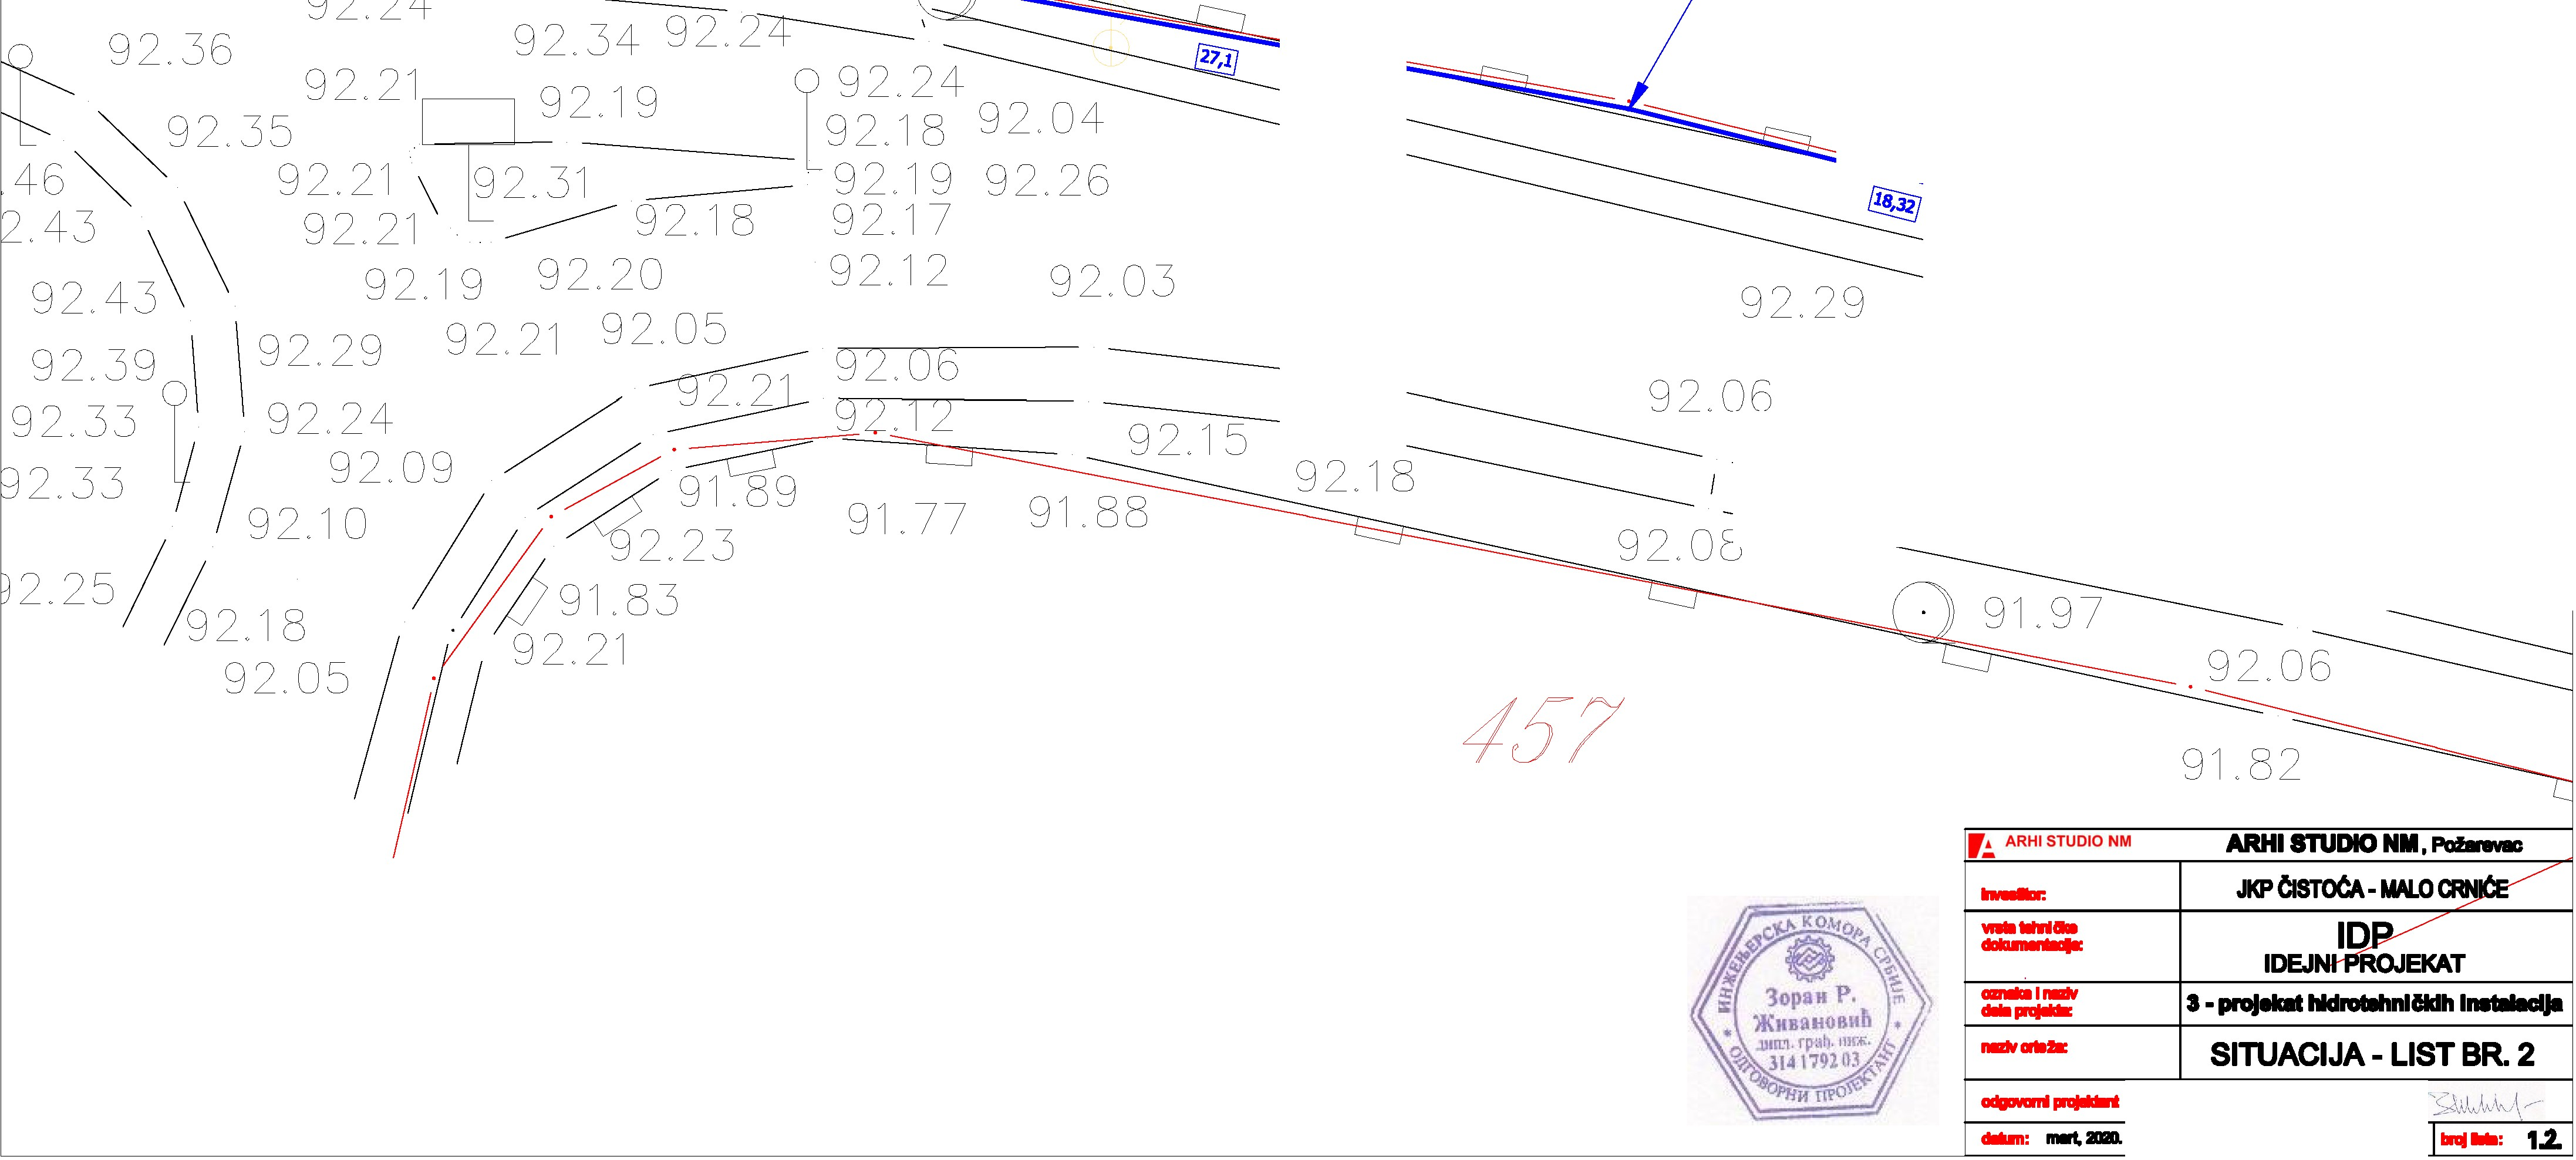 92.24
92.36
92.34
92.24
27,1
92.21
92.19
92.24
92.04
92.35
92.18
.46
92.21
92.31
92.19
92.26
18,32
2.43
92.21
92.18
92.17
92.43
92.19
92.20
92.12
92.03
92.29
92.39
92.29
92.21
92.05
92.06
92.06
92.33
92.24
92.21
92.12
92.15
92.33
92.09
91.89
92.18
92.10
92.23
91.77
91.88
92.08
92.25
92.18
91.83
91.97
92.05
92.21
92.06
457
91.82
ARHI STUDIO NM
ARHI STUDIO NM, Požarevac
investitor:
JKP ČISTOĆA - MALO CRNIĆE
vrsta tehničke
dokumentacije:
IDP
IDEJNI PROJEKAT
oznaka i naziv
dela projekta:
3 - projekat hidrotehničkih instalacija
naziv crteža:
SITUACIJA - LIST BR. 2
odgovorni projektant
datum: mart, 2020.
broj lista: 1.2.
ИНЖЕЊЕРСКА КОМОРА СРБИЈЕ
Зоран Р.
Живановић
дипл. грађ. инж.
314 1792 03
* ОДГОВОРНИ ПРОЈЕКТАНТ *